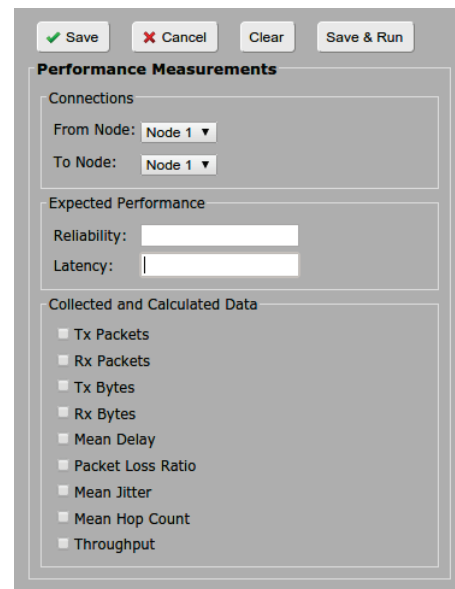 Save Cancel Clear Save & Run
Performance Measurements
Connections
From Node: Node 1
To Node: Node 1
Expected Performance
Reliability:
Latency:
Collected and Calculated Data
Tx Packets
Rx Packets
Tx Bytes
Rx Bytes
Mean Delay
Packet Loss Ratio
Mean Jitter
Mean Hop Count
Throughput